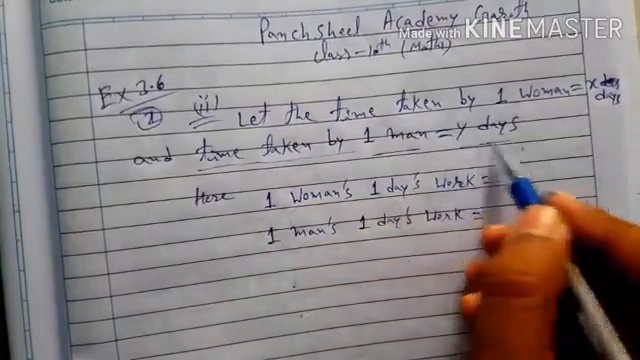 Panchsheel Academy
Made with KINEMASTER
class-10th (Maths)
Ex 3.6
② (ii) Let the time taken by 1 woman = x days
days
and time taken by 1 man = y days
Here 1 woman's 1 day's work =
1 man's 1 day's work =